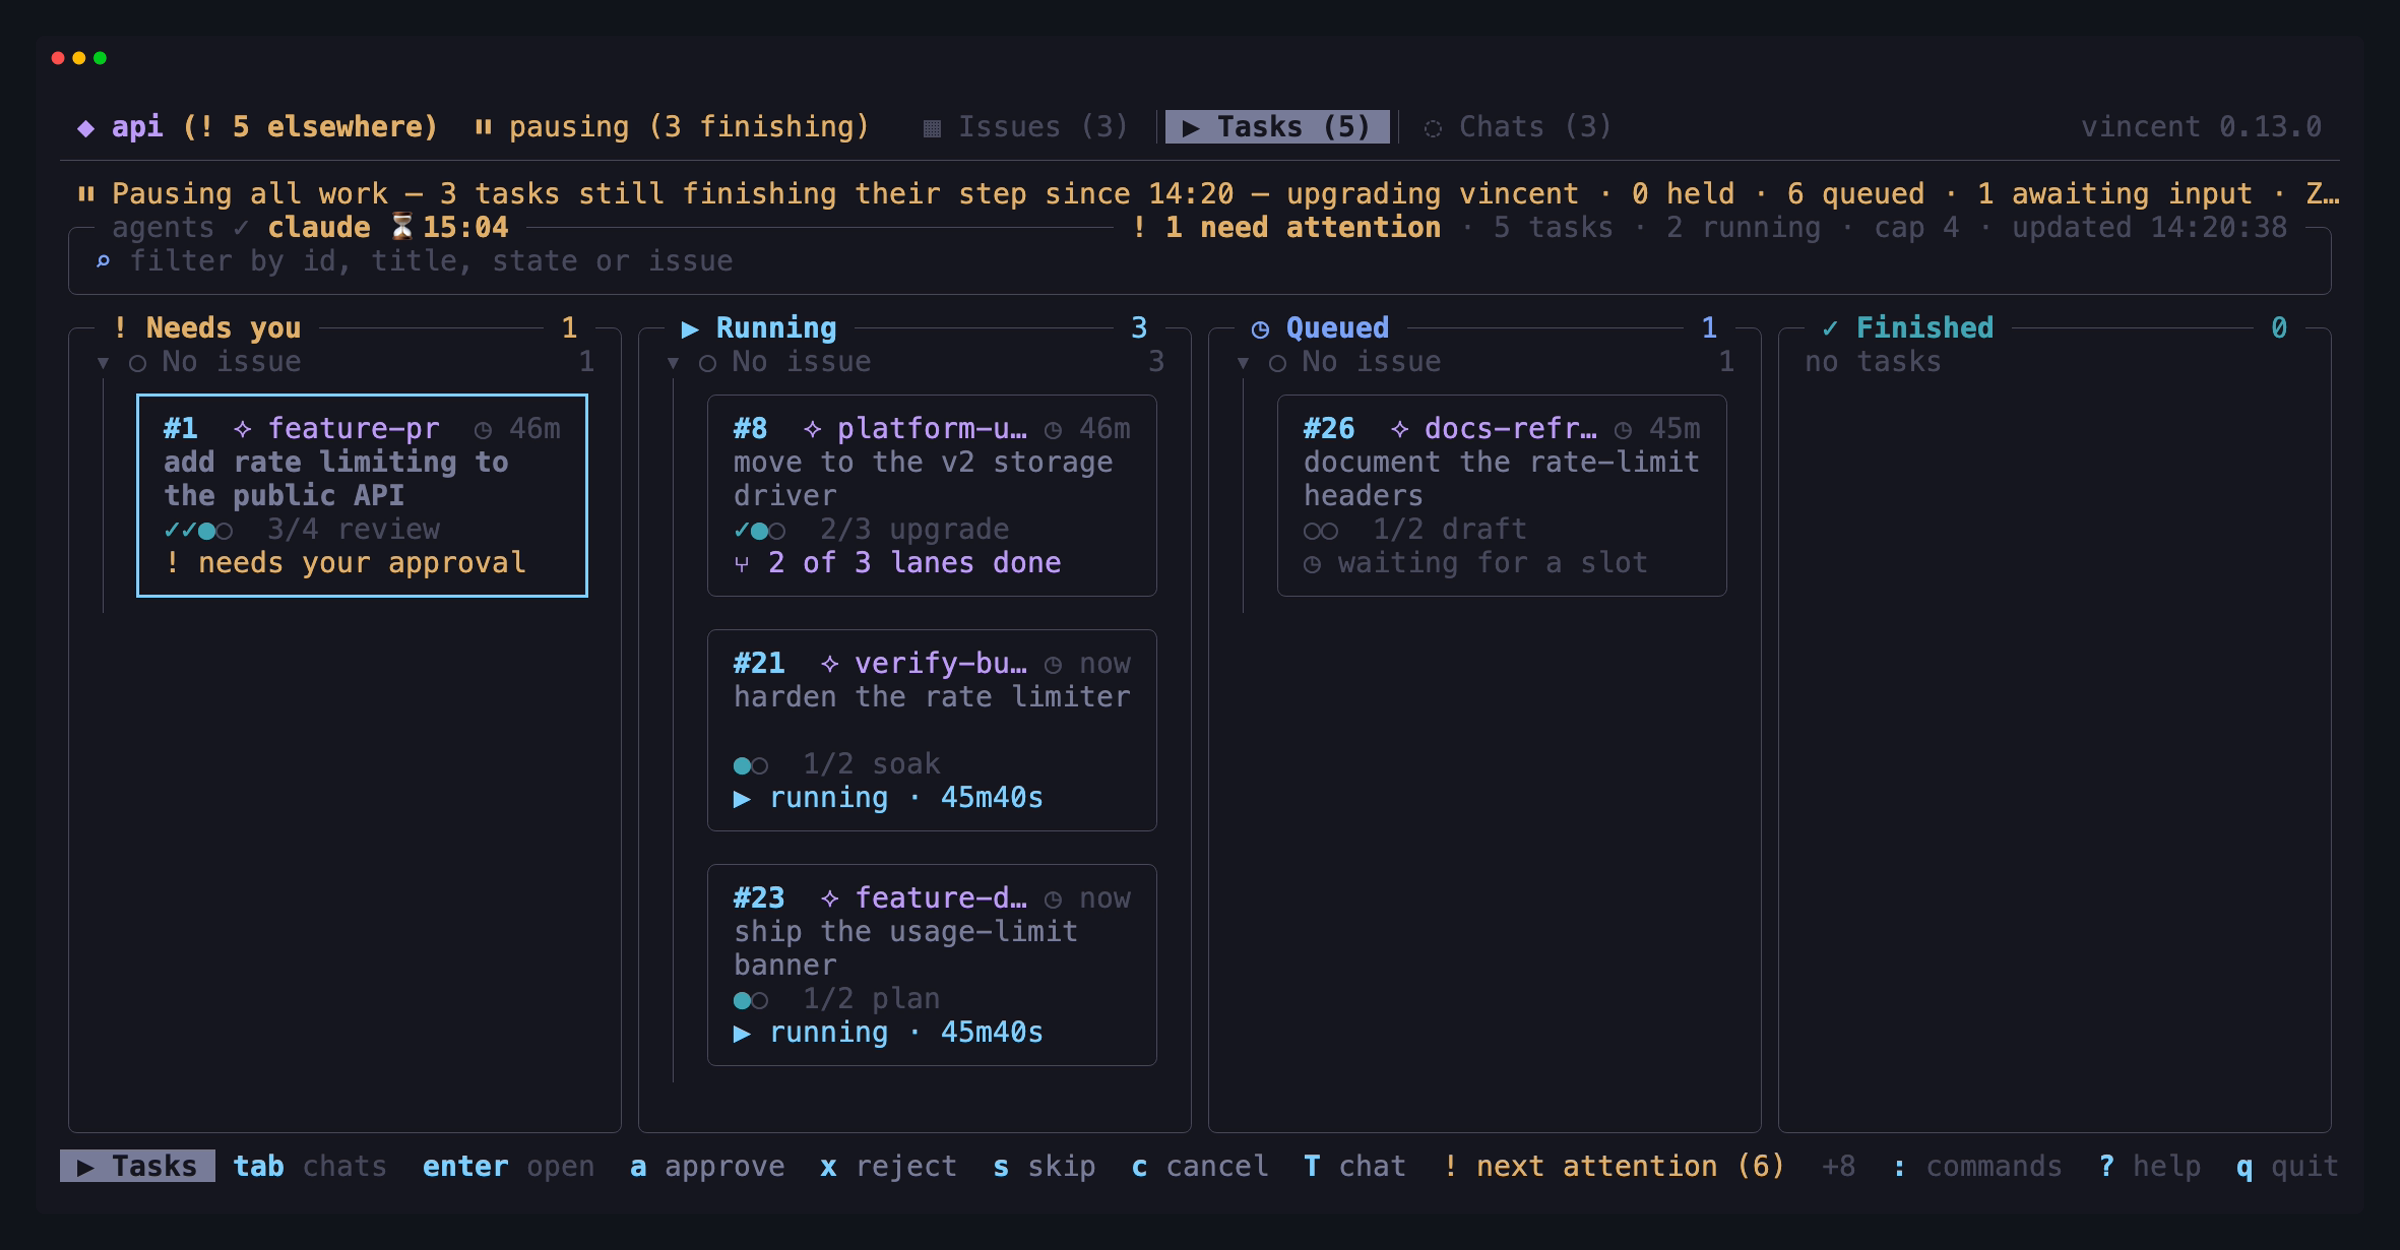 ◆ api (! 5 elsewhere) ⏸ pausing (3 finishing) ▦ Issues (3) ▶ Tasks (5) ◌ Chats (3) vincent 0.13.0
⏸ Pausing all work — 3 tasks still finishing their step since 14:20 — upgrading vincent · 0 held · 6 queued · 1 awaiting input · Z…
agents ✓ claude ⏳15:04 ! 1 need attention · 5 tasks · 2 running · cap 4 · updated 14:20:38
⌕ filter by id, title, state or issue
! Needs you 1
▼ ○ No issue 1
#1 ✧ feature-pr ◷ 46m
add rate limiting to
the public API
✓✓●○ 3/4 review
! needs your approval
▶ Running 3
▼ ○ No issue 3
#8 ✧ platform-u… ◷ 46m
move to the v2 storage
driver
✓●○ 2/3 upgrade
⑂ 2 of 3 lanes done
#21 ✧ verify-bu… ◷ now
harden the rate limiter
●○ 1/2 soak
▶ running · 45m40s
#23 ✧ feature-d… ◷ now
ship the usage-limit
banner
●○ 1/2 plan
▶ running · 45m40s
◷ Queued 1
▼ ○ No issue 1
#26 ✧ docs-refr… ◷ 45m
document the rate-limit
headers
○○ 1/2 draft
◷ waiting for a slot
✓ Finished 0
no tasks
▶ Tasks tab chats enter open a approve x reject s skip c cancel T chat ! next attention (6) +8 : commands ? help q quit